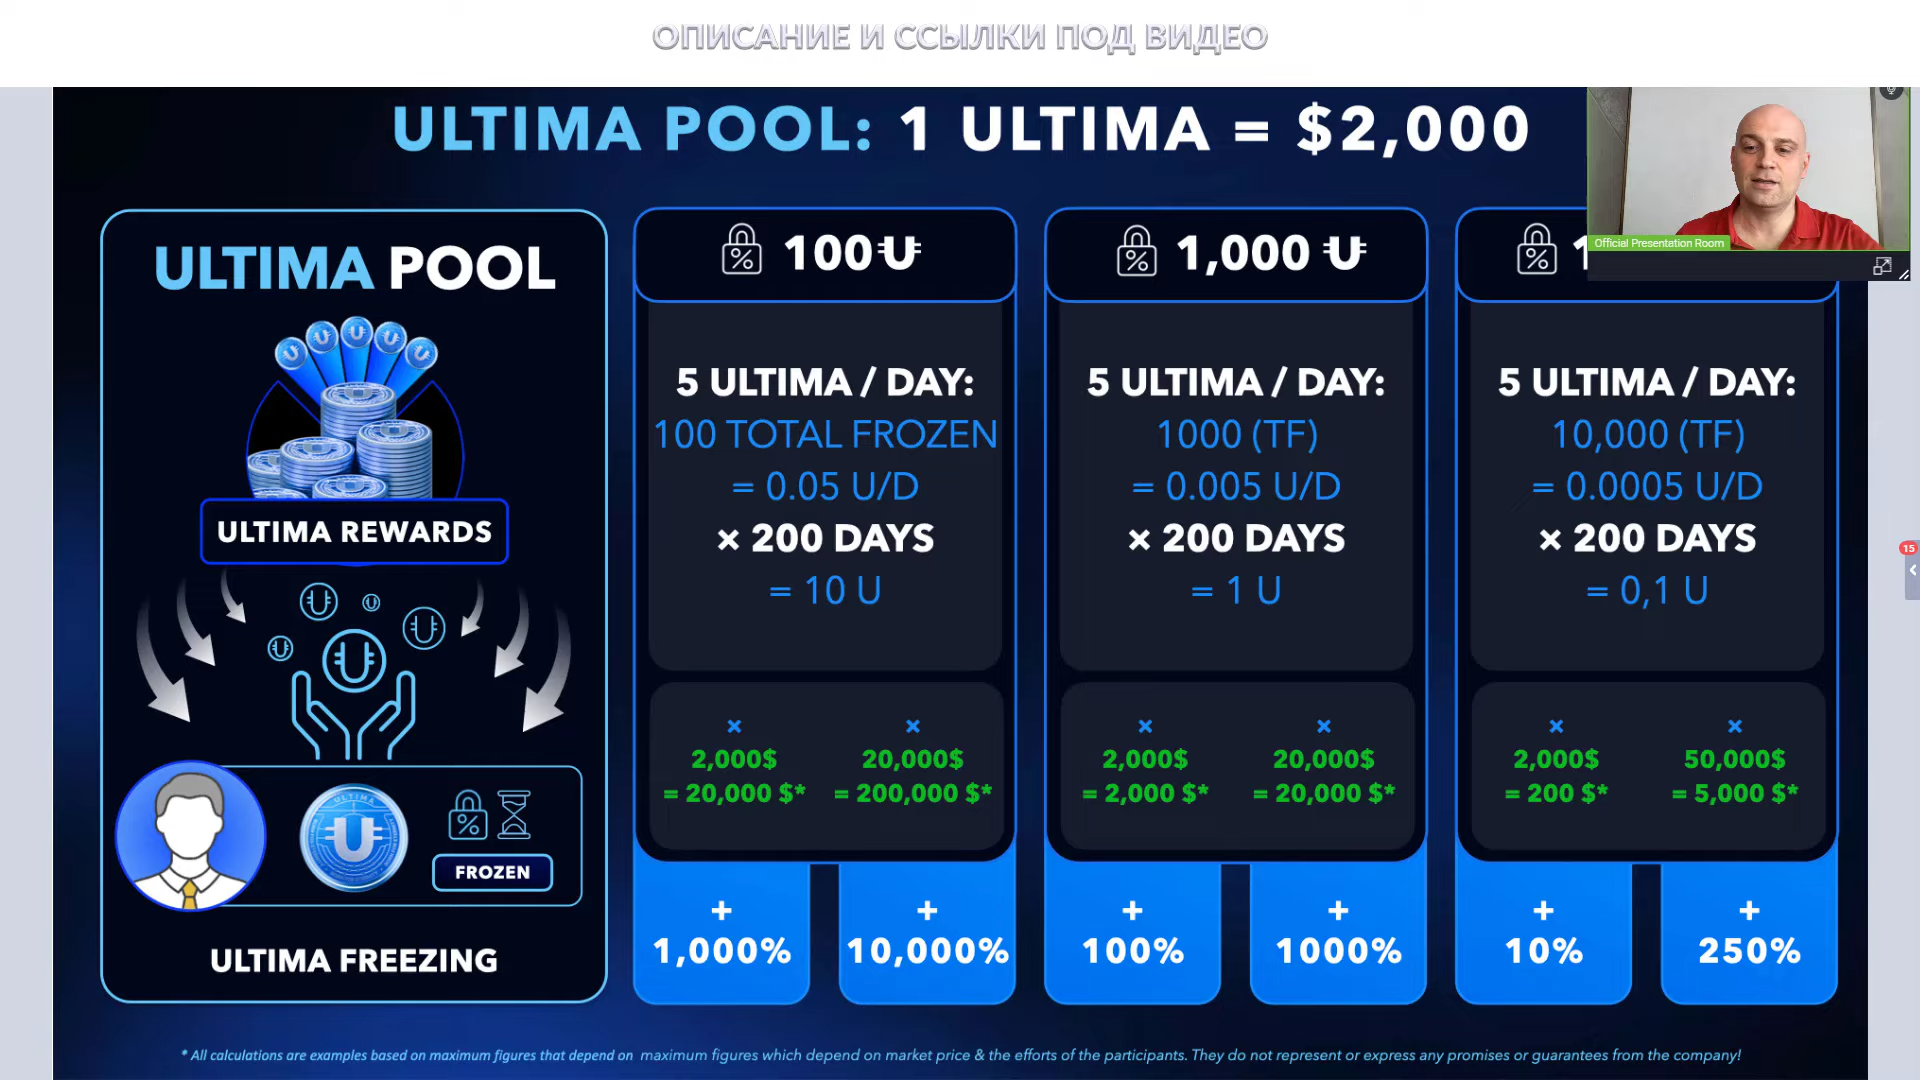 ОПИСАНИЕ И ССЫЛКИ ПОД ВИДЕО
ULTIMA POOL: 1 ULTIMA = $2,000
Official Presentation Room
ULTIMA POOL
ULTIMA REWARDS
ULTIMA
FROZEN
ULTIMA FREEZING
100
5 ULTIMA / DAY:
100 TOTAL FROZEN
= 0.05 U/D
× 200 DAYS
= 10 U
×
2,000$
= 20,000 $*
×
20,000$
= 200,000 $*
+
1,000%
+
10,000%
1,000
5 ULTIMA / DAY:
1000 (TF)
= 0.005 U/D
× 200 DAYS
= 1 U
×
2,000$
= 2,000 $*
×
20,000$
= 20,000 $*
+
100%
+
1000%
1
5 ULTIMA / DAY:
10,000 (TF)
= 0.0005 U/D
× 200 DAYS
= 0,1 U
×
2,000$
= 200 $*
×
50,000$
= 5,000 $*
+
10%
+
250%
15
* All calculations are examples based on maximum figures that depend on maximum figures which depend on market price & the efforts of the participants. They do not represent or express any promises or guarantees from the company!